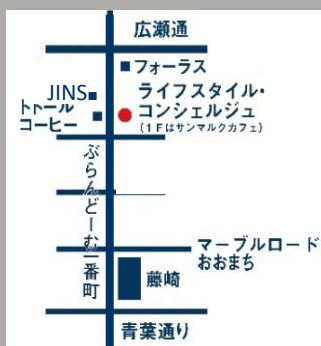 広瀬通
フォーラス
JINS
ライフスタイル・
コンシェルジュ
(1Fはサンマルクカフェ)
トトール
コーヒー
ぶらんどーむ一番町
マーブルロード
おおまち
藤崎
青葉通り